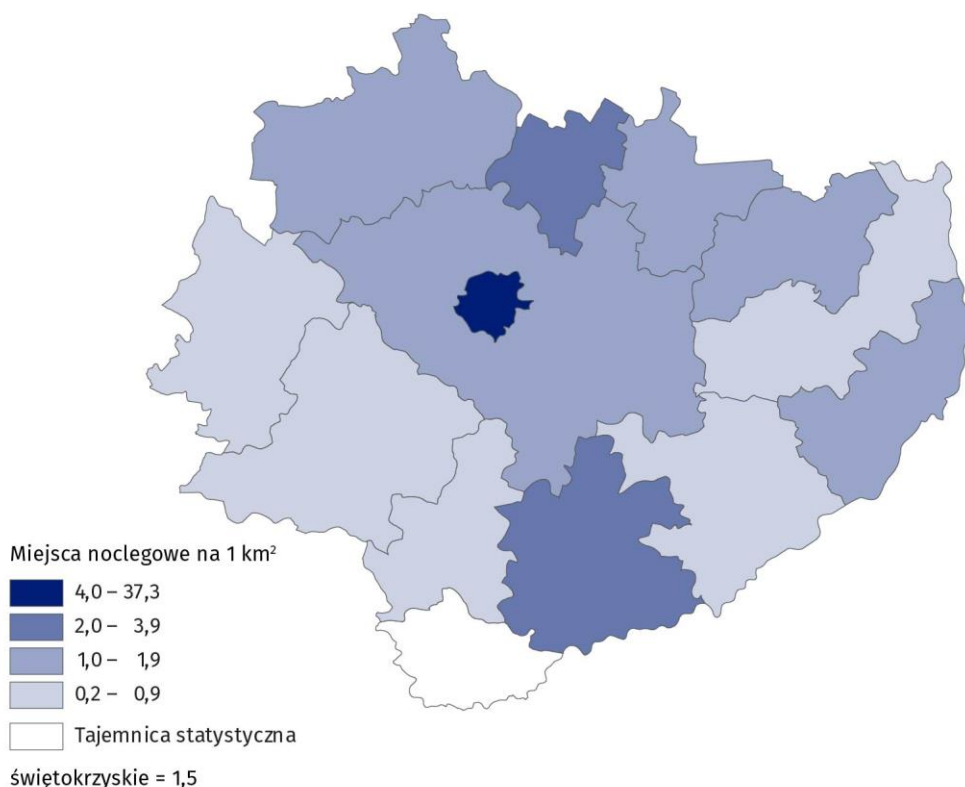 Miejsca noclegowe na 1 km²
4,0 – 37,3
2,0 – 3,9
1,0 – 1,9
0,2 – 0,9
Tajemnica statystyczna
świętokrzyskie = 1,5